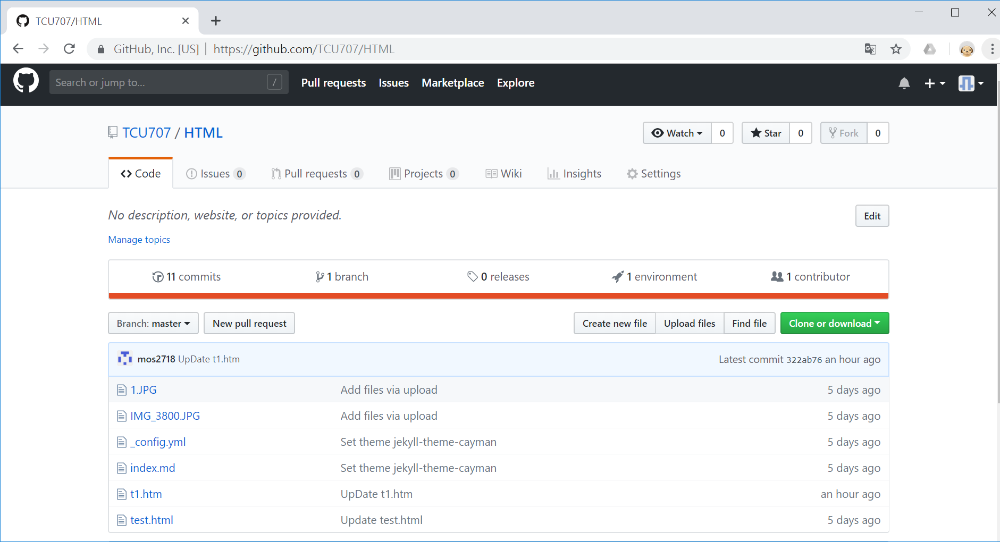 TCU707/HTML
GitHub, Inc. [US] | https://github.com/TCU707/HTML
Search or jump to... /
Pull requests Issues Marketplace Explore
TCU707 / HTML
Watch 0 Star 0 Fork 0
Code Issues 0 Pull requests 0 Projects 0 Wiki Insights Settings
No description, website, or topics provided.
Edit
Manage topics
11 commits 1 branch 0 releases 1 environment 1 contributor
Branch: master New pull request Create new file Upload files Find file Clone or download
mos2718 UpDate t1.htm Latest commit 322ab76 an hour ago
1.JPG Add files via upload 5 days ago
IMG_3800.JPG Add files via upload 5 days ago
_config.yml Set theme jekyll-theme-cayman 5 days ago
index.md Set theme jekyll-theme-cayman 5 days ago
t1.htm UpDate t1.htm an hour ago
test.html Update test.html 5 days ago